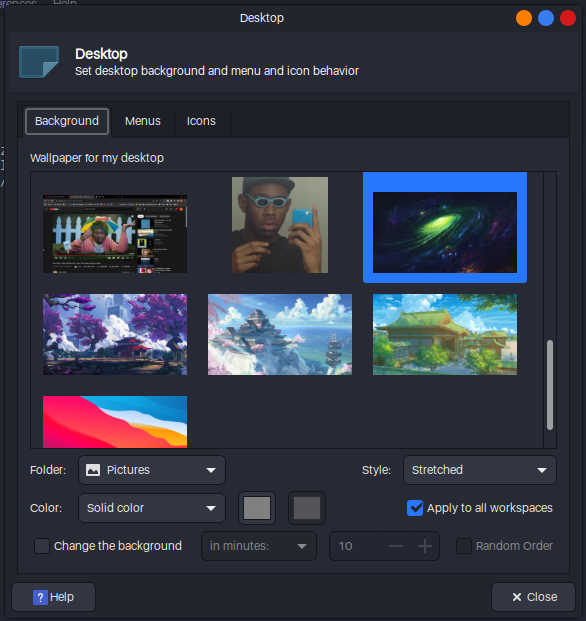 Help
Desktop
Desktop
Set desktop background and menu and icon behavior
Background Menus Icons
Wallpaper for my desktop
Folder: Pictures Style: Stretched
Color: Solid color Apply to all workspaces
Change the background in minutes: 10 Random Order
? Help Close